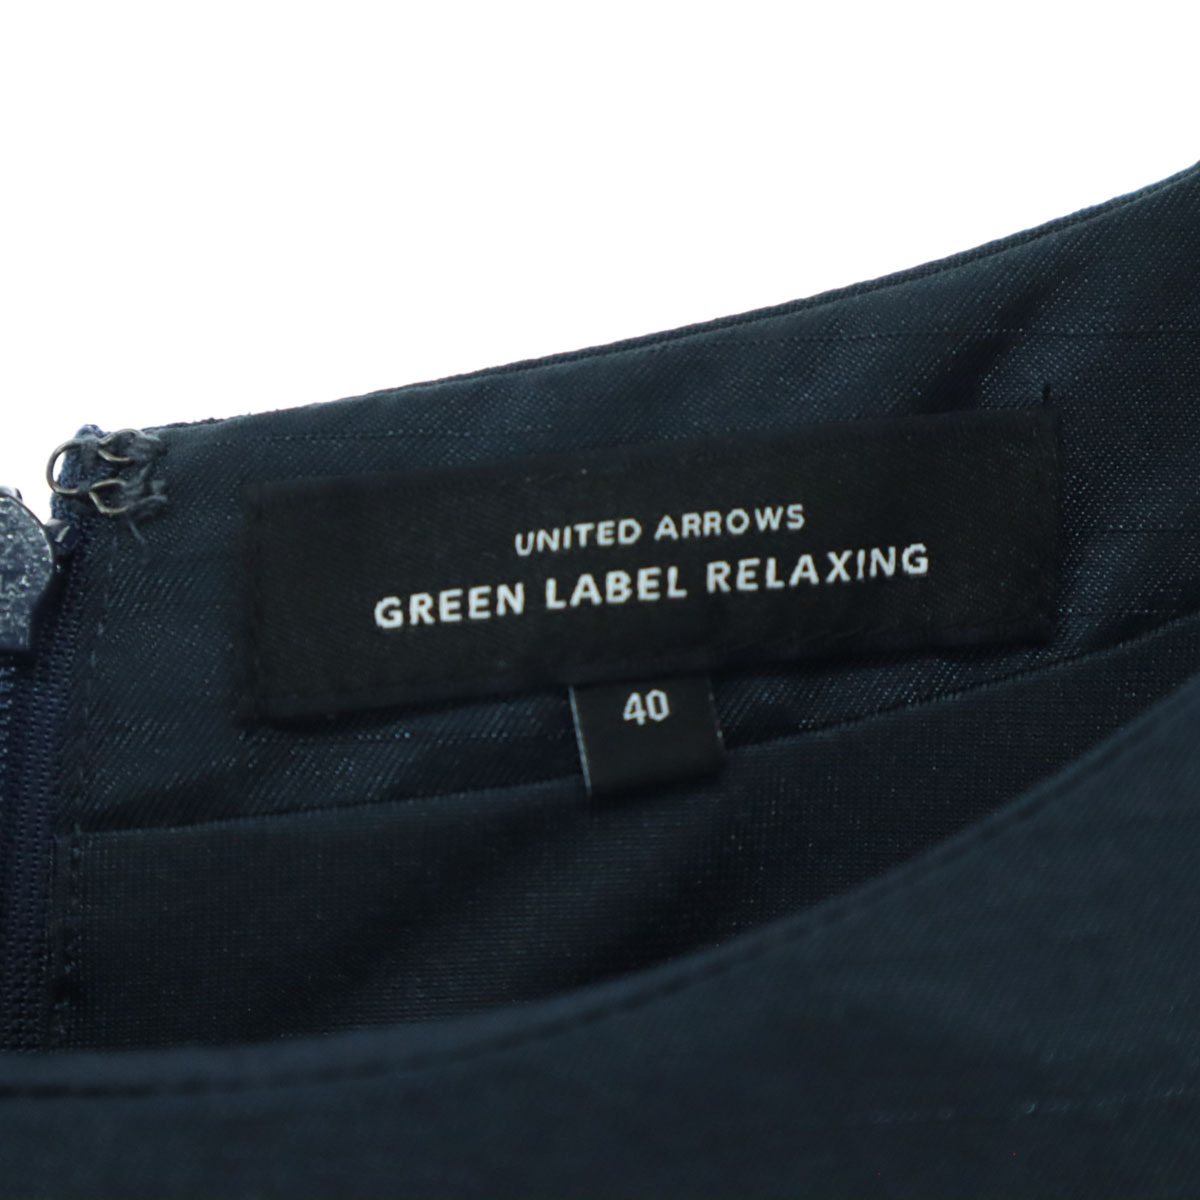 UNITED ARROWS
GREEN LABEL RELAXING
40